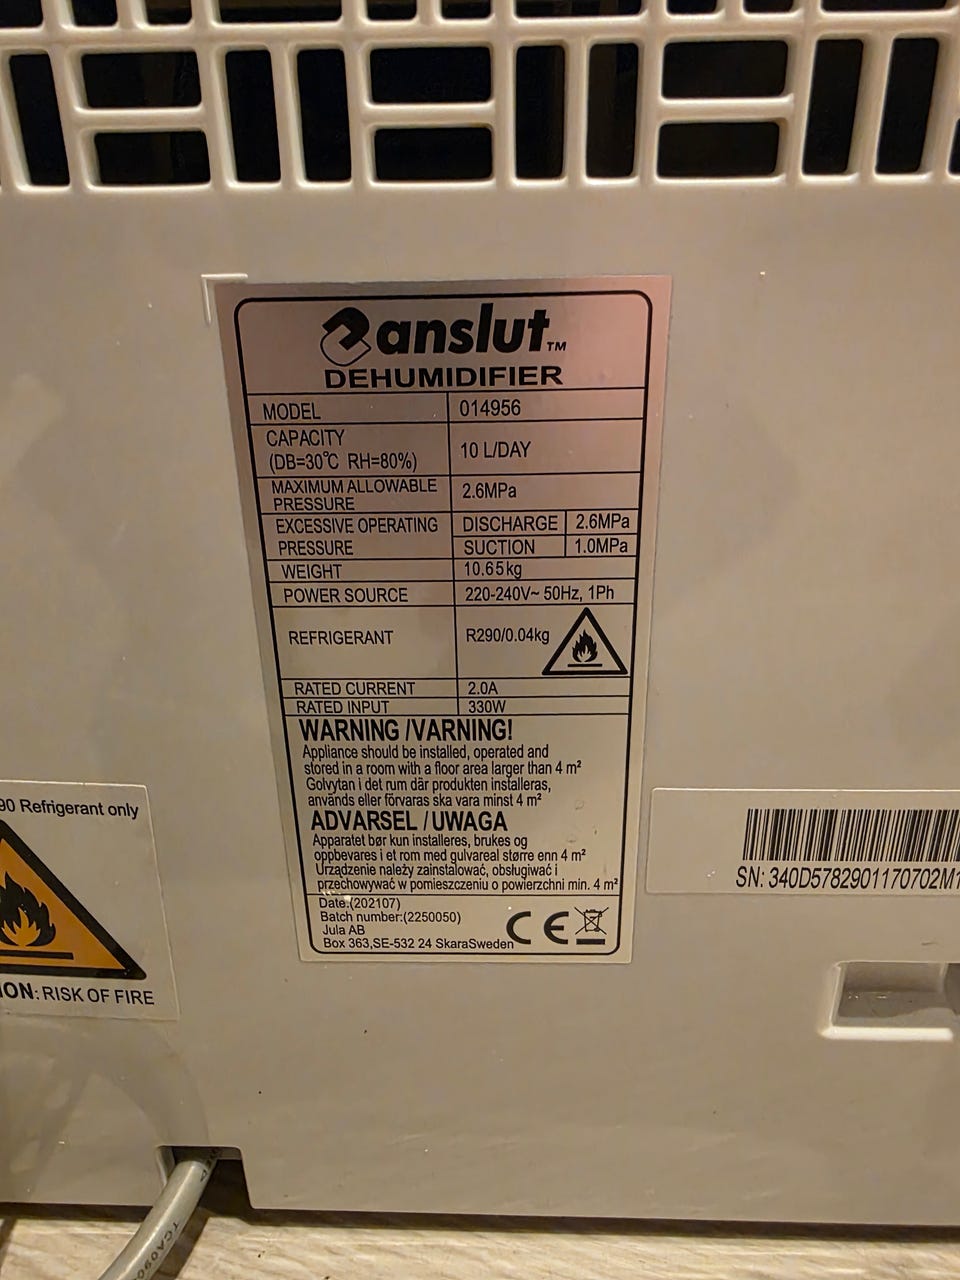 anslut TM
DEHUMIDIFIER
MODEL 014956
CAPACITY
(DB=30℃ RH=80%) 10 L/DAY
MAXIMUM ALLOWABLE
PRESSURE 2.6MPa
EXCESSIVE OPERATING
PRESSURE
DISCHARGE 2.6MPa
SUCTION 1.0MPa
WEIGHT 10.65kg
POWER SOURCE 220-240V~ 50Hz, 1Ph
REFRIGERANT R290/0.04kg
RATED CURRENT 2.0A
RATED INPUT 330W
WARNING /VARNING!
Appliance should be installed, operated and
stored in a room with a floor area larger than 4 m²
Golvytan i det rum där produkten installeras,
används eller förvaras ska vara minst 4 m²
ADVARSEL / UWAGA
Apparatet bør kun installeres, brukes og
oppbevares i et rom med gulvareal større enn 4 m²
Urządzenie należy zainstalować, obsługiwać i
przechowywać w pomieszczeniu o powierzchni min. 4 m²
Date:(202107)
Batch number:(2250050)
Jula AB
Box 363,SE-532 24 SkaraSweden
CE
90 Refrigerant only
ION: RISK OF FIRE
SN: 340D5782901170702M1